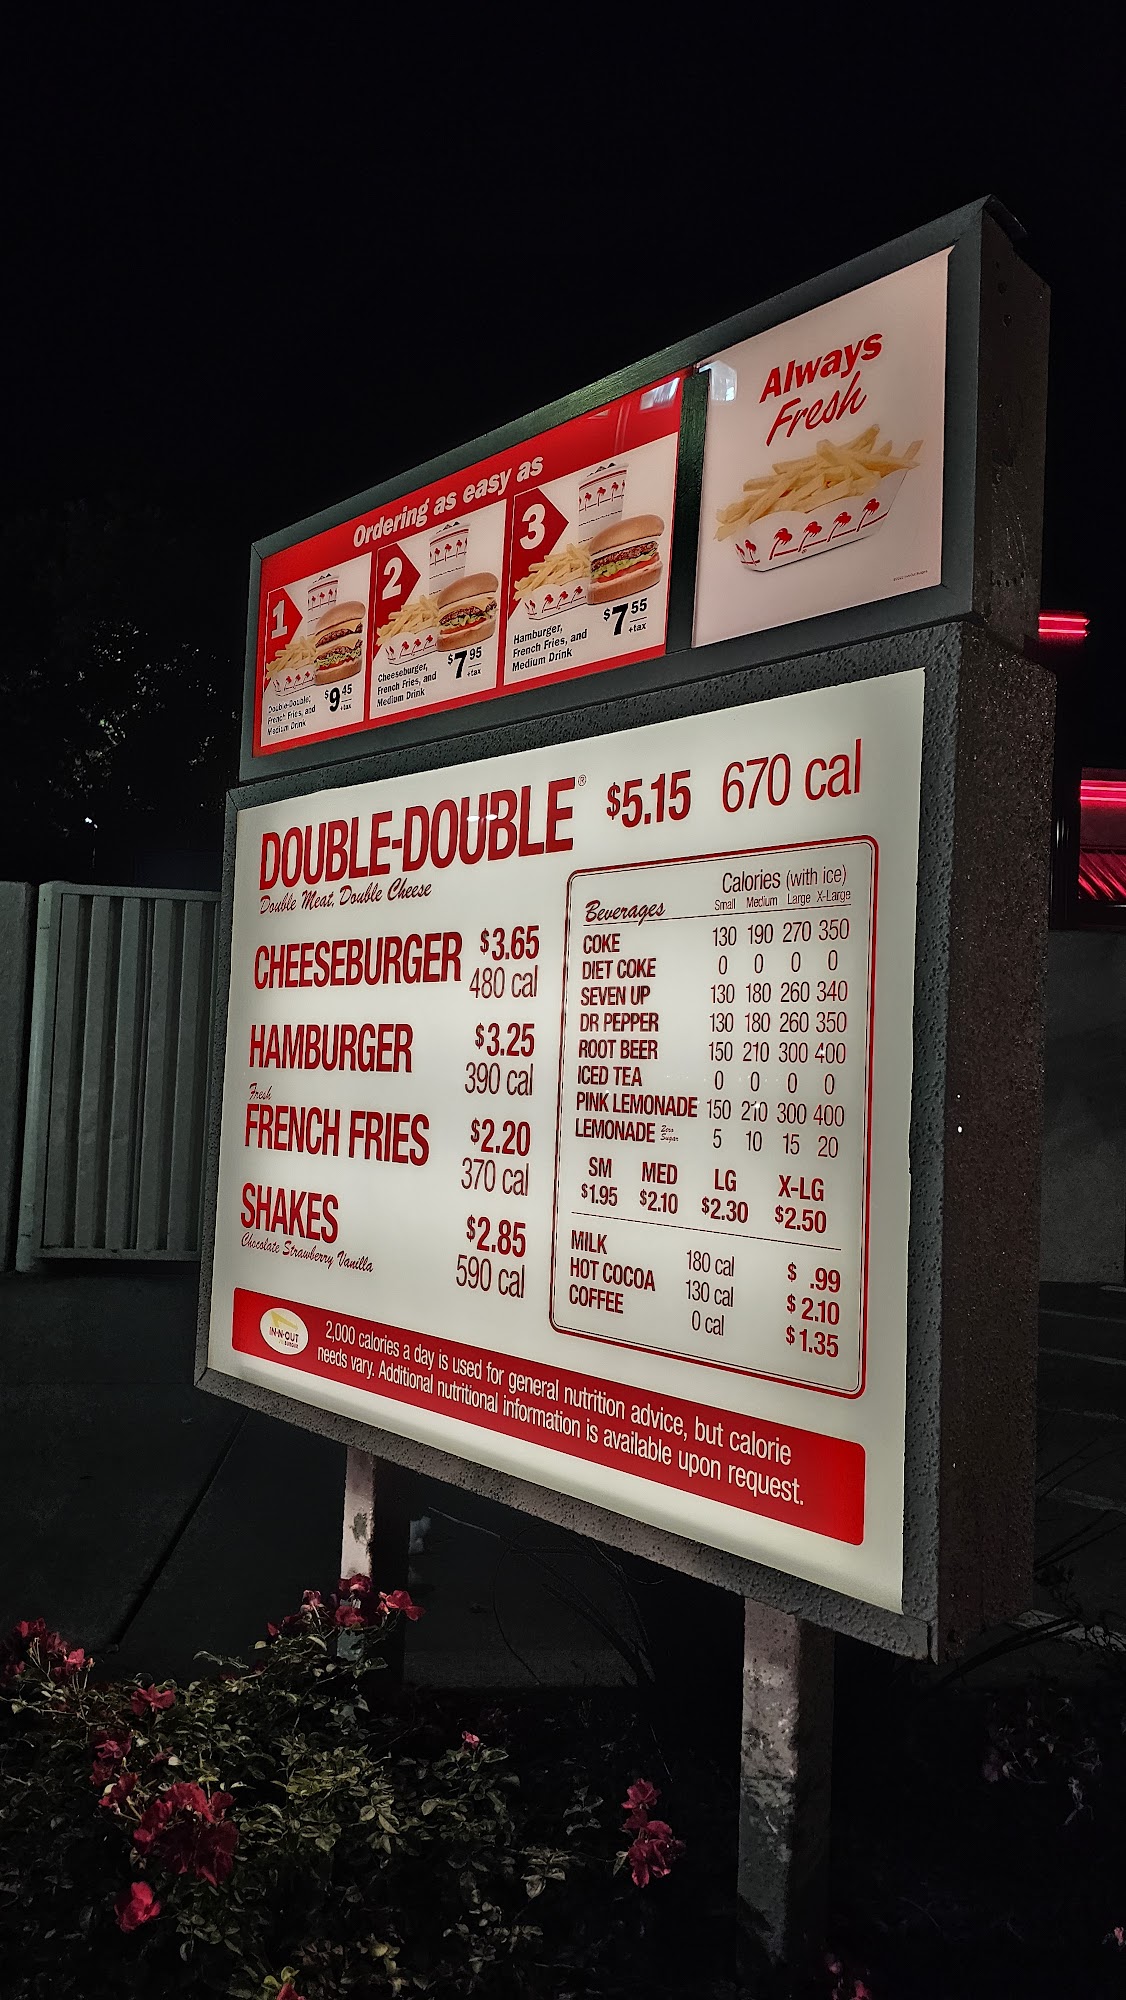 Always
Fresh
Ordering as easy as
1
Double-Double,
French Fries, and
Medium Drink
$9 45
+tax
2
Cheeseburger,
French Fries, and
Medium Drink
$7 95
+tax
3
Hamburger,
French Fries, and
Medium Drink
$7 55
+tax
DOUBLE-DOUBLE® $5.15 670 cal
Double Meat, Double Cheese
CHEESEBURGER $3.65
480 cal
HAMBURGER $3.25
390 cal
Fresh
FRENCH FRIES $2.20
370 cal
SHAKES $2.85
Chocolate Strawberry Vanilla
590 cal
Calories (with ice)
Beverages Small Medium Large X-Large
COKE 130 190 270 350
DIET COKE 0 0 0 0
SEVEN UP 130 180 260 340
DR PEPPER 130 180 260 350
ROOT BEER 150 210 300 400
ICED TEA 0 0 0 0
PINK LEMONADE 150 210 300 400
LEMONADE Zero Sugar 5 10 15 20
SM MED LG X-LG
$1.95 $2.10 $2.30 $2.50
MILK 180 cal $ .99
HOT COCOA 130 cal $2.10
COFFEE 0 cal $1.35
IN-N-OUT
BURGER
2,000 calories a day is used for general nutrition advice, but calorie
needs vary. Additional nutritional information is available upon request.